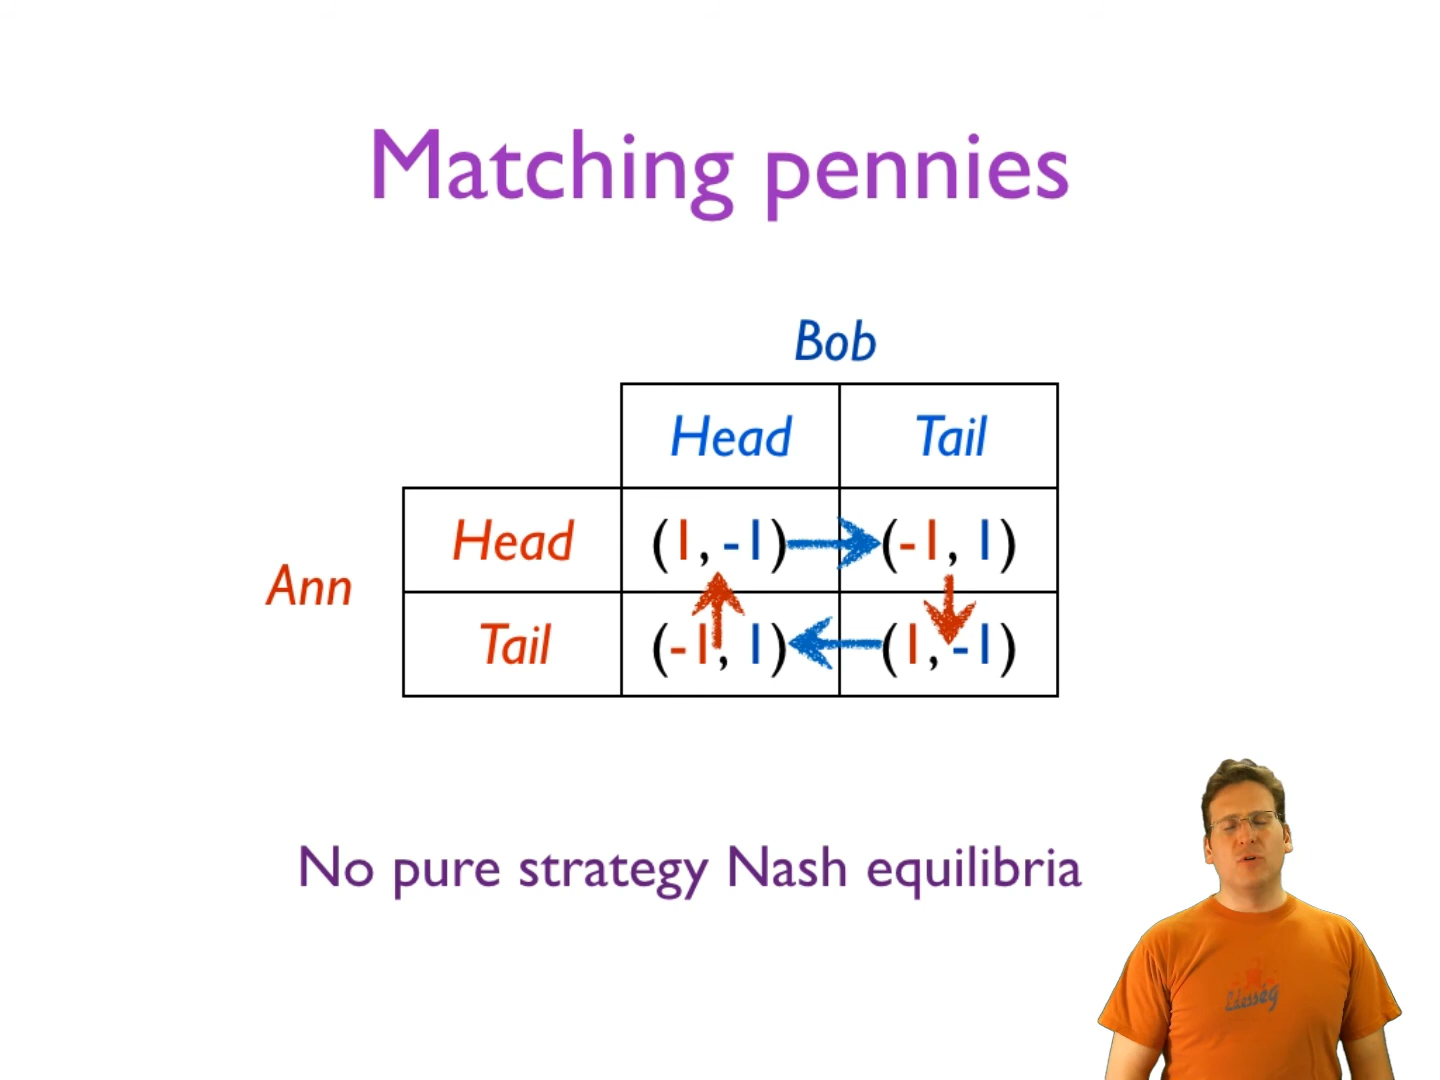 Matching pennies
Bob
Head Tail
Head (1, -1) (-1, 1)
Ann
Tail (-1, 1) (1, -1)
No pure strategy Nash equilibria
Édesség